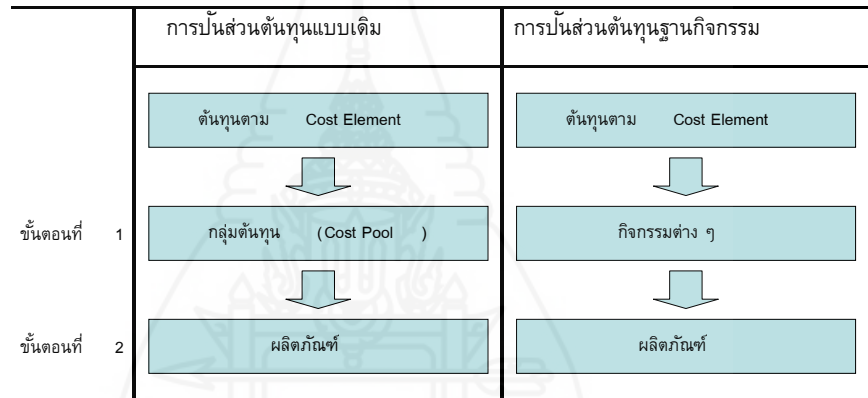 การปันส่วนต้นทุนแบบเดิม การปันส่วนต้นทุนฐานกิจกรรม
ต้นทุนตาม Cost Element ต้นทุนตาม Cost Element
ขั้นตอนที่ 1 กลุ่มต้นทุน (Cost Pool ) กิจกรรมต่าง ๆ
ขั้นตอนที่ 2 ผลิตภัณฑ์ ผลิตภัณฑ์